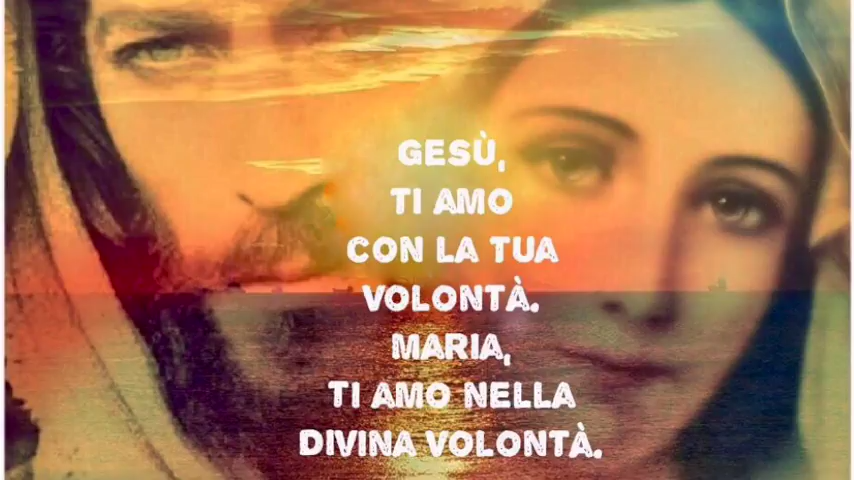 GESÙ,
TI AMO
CON LA TUA
VOLONTÀ.
MARIA,
TI AMO NELLA
DIVINA VOLONTÀ.